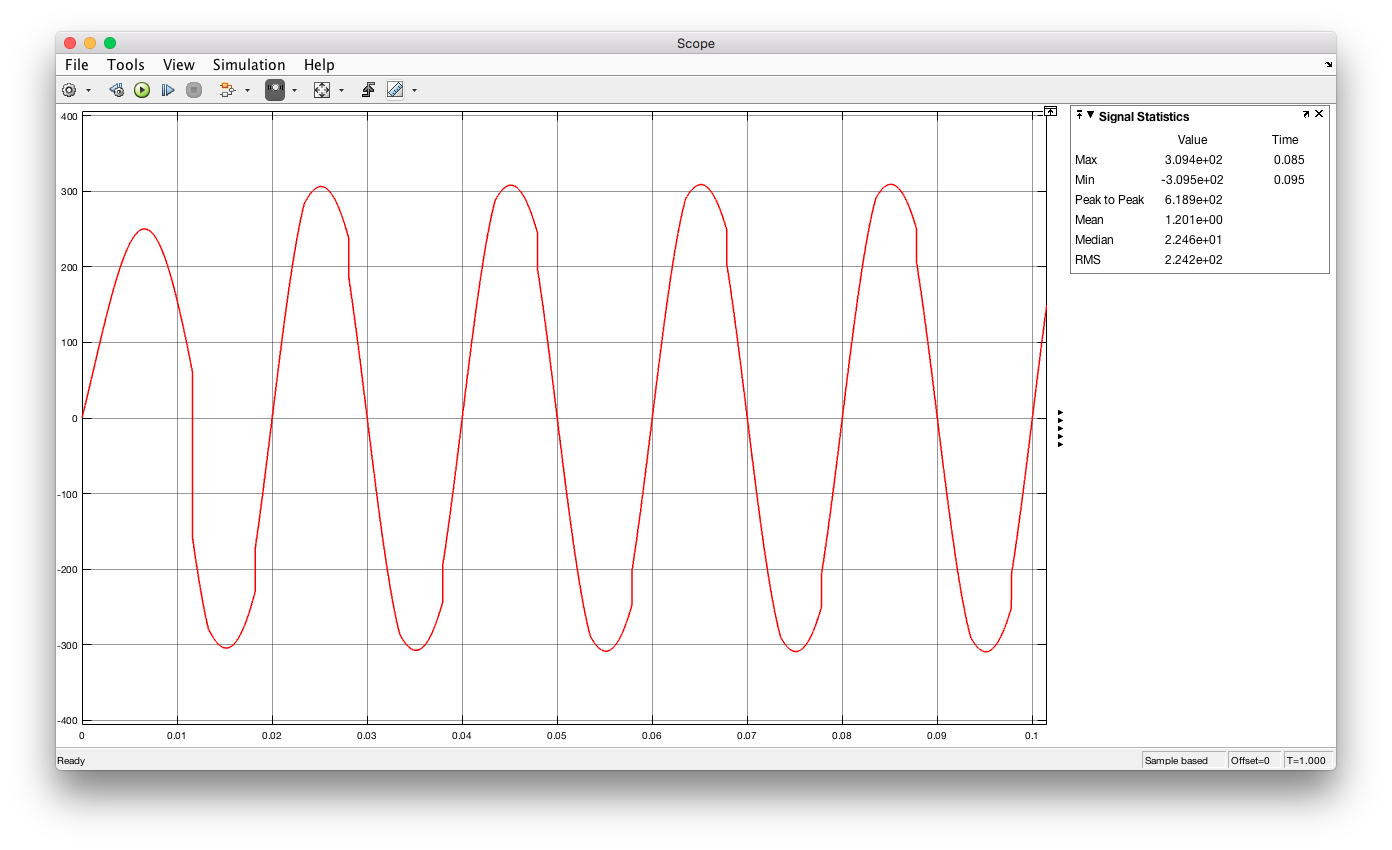 Scope
File Tools View Simulation Help
400
300
200
100
0
-100
-200
-300
-400
0 0.01 0.02 0.03 0.04 0.05 0.06 0.07 0.08 0.09 0.1
Signal Statistics
Value Time
Max 3.094e+02 0.085
Min -3.095e+02 0.095
Peak to Peak 6.189e+02
Mean 1.201e+00
Median 2.246e+01
RMS 2.242e+02
Ready Sample based Offset=0 T=1.000